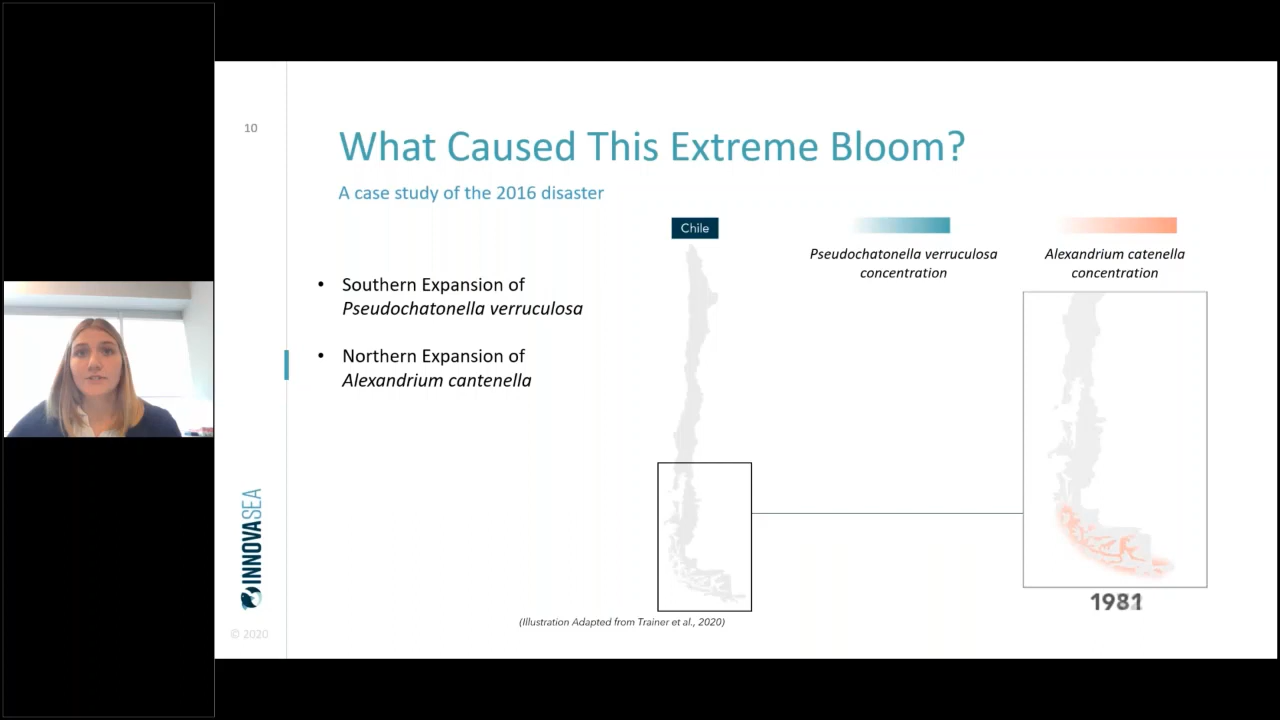 10
What Caused This Extreme Bloom?
A case study of the 2016 disaster
• Southern Expansion of
Pseudochatonella verruculosa
• Northern Expansion of
Alexandrium cantenella
Chile
Pseudochatonella verruculosa
concentration
Alexandrium catenella
concentration
1981
(Illustration Adapted from Trainer et al., 2020)
INNOVASEA
© 2020